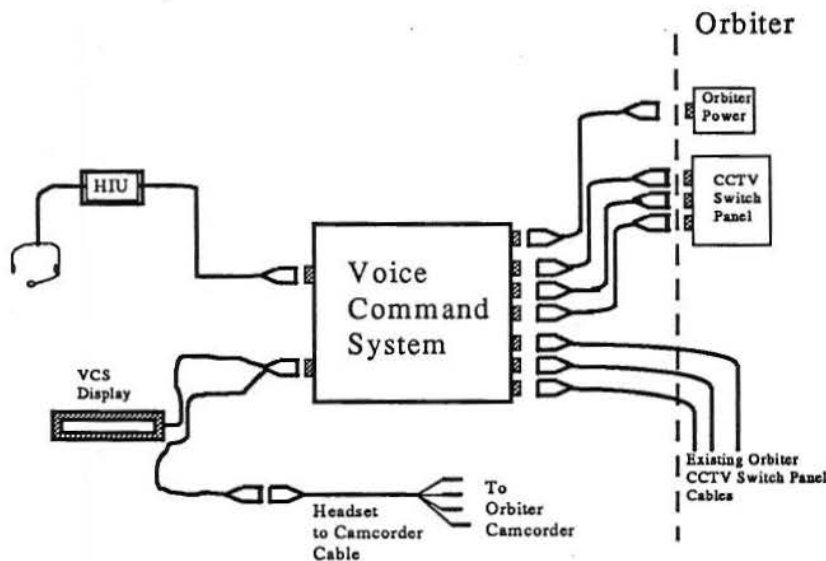 Orbiter
Orbiter
Power
CCTV
Switch
Panel
HIU
Voice
Command
System
VCS
Display
Existing Orbiter
CCTV Switch Panel
Cables
Headset
to Camcorder
Cable
To
Orbiter
Camcorder